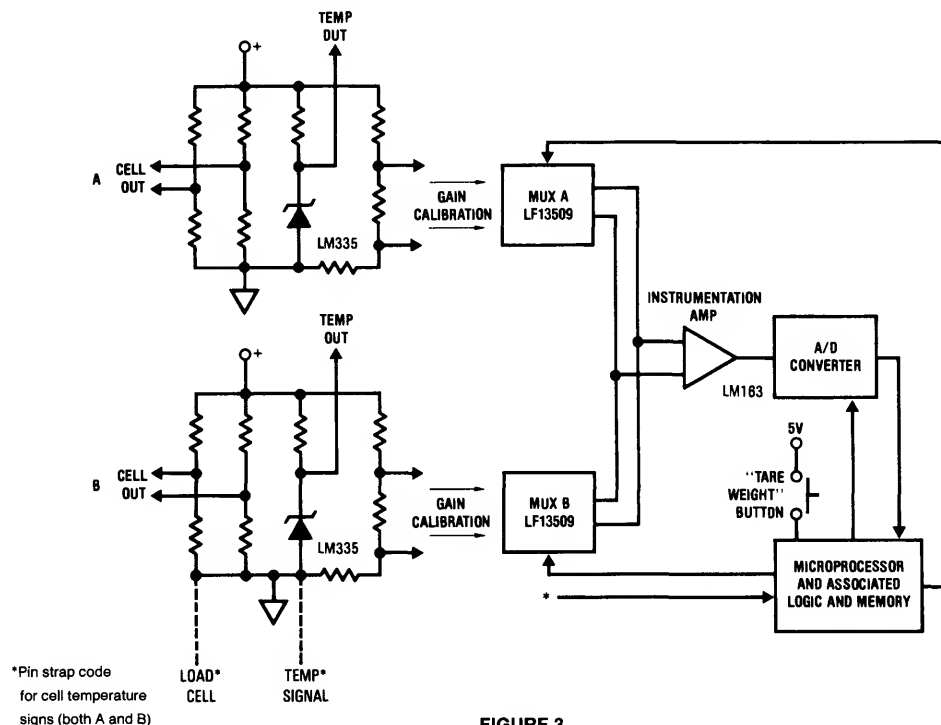 TEMP
DUT
+
A
CELL
OUT
LM335
GAIN
CALIBRATION
MUX A
LF13509
INSTRUMENTATION
AMP
A/D
CONVERTER
LM163
TEMP
OUT
+
B
CELL
OUT
LM335
GAIN
CALIBRATION
MUX B
LF13509
5V
"TARE
WEIGHT"
BUTTON
MICROPROCESSOR
AND ASSOCIATED
LOGIC AND MEMORY
*
*Pin strap code
for cell temperature
signs (both A and B)
LOAD*
CELL
TEMP*
SIGNAL
FIGURE 3